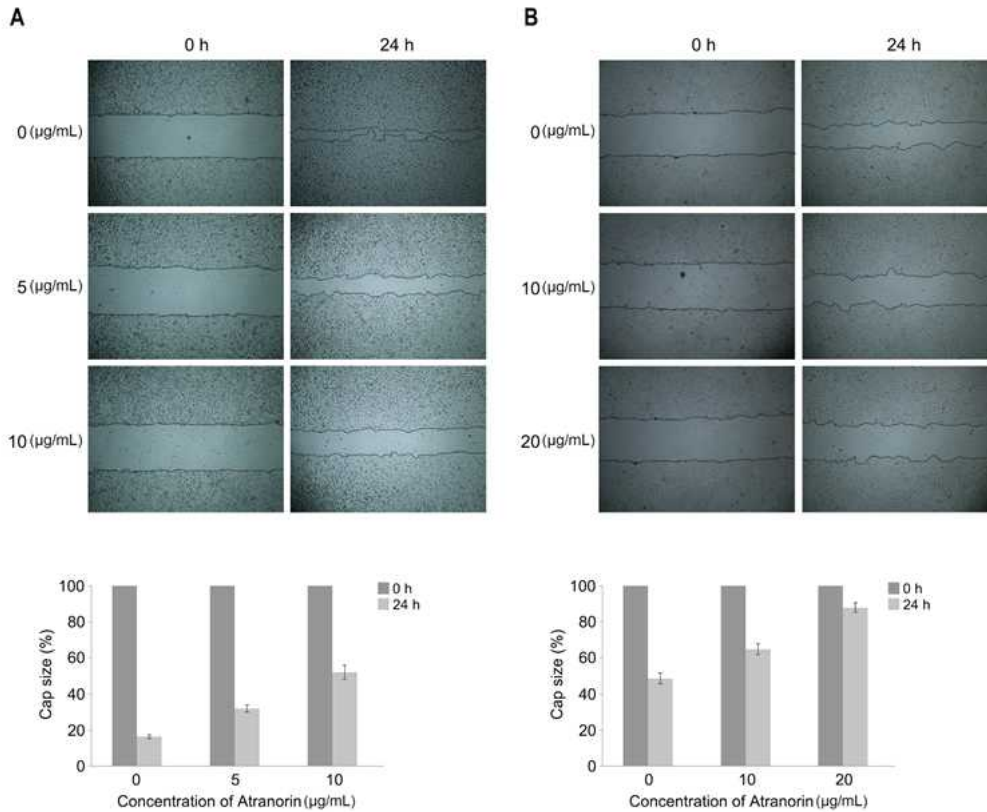 A
0 h 24 h
0 (µg/mL)
5 (µg/mL)
10 (µg/mL)
100
80
60
40
20
0
Cap size (%)
0 h
24 h
0 5 10
Concentration of Atranorin (µg/mL)
B
0 h 24 h
0 (µg/mL)
10 (µg/mL)
20 (µg/mL)
100
80
60
40
20
0
Cap size (%)
0 h
24 h
0 10 20
Concentration of Atranorin (µg/mL)